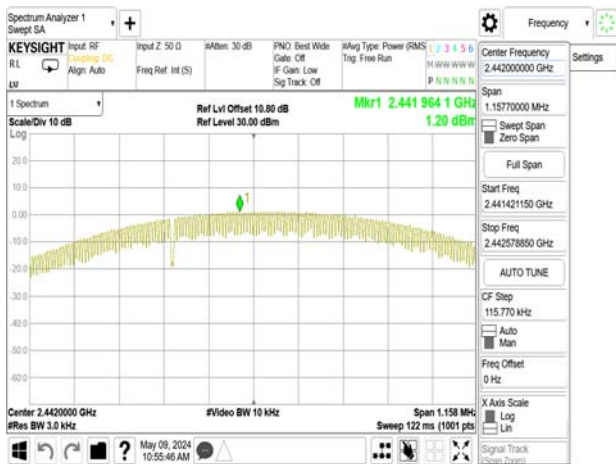 Spectrum Analyzer 1
Swept SA
+
Frequency
KEYSIGHT
RL
Input: RF
Coupling: DC
Align: Auto
Input Z: 50 Ω
Freq Ref: Int (S)
#Atten: 30 dB
PNO: Best Wide
Gate: Off
IF Gain: Low
Sig Track: Off
#Avg Type: Power (RMS
Trig: Free Run
1 2 3 4 5 6
M W W W W W
P N N N N N
1 Spectrum
Scale/Div 10 dB
Ref Lvl Offset 10.80 dB
Ref Level 30.00 dBm
Mkr1 2.441 964 1 GHz
1.20 dBm
Log
20.0
10.0
0.00
-10.0
-20.0
-30.0
-40.0
-50.0
-60.0
1
Center 2.4420000 GHz
#Res BW 3.0 kHz
#Video BW 10 kHz
Span 1.158 MHz
Sweep 122 ms (1001 pts
Center Frequency
2.442000000 GHz
Settings
Span
1.15770000 MHz
Swept Span
Zero Span
Full Span
Start Freq
2.441421150 GHz
Stop Freq
2.442578850 GHz
AUTO TUNE
CF Step
115.770 kHz
Auto
Man
Freq Offset
0 Hz
X Axis Scale
Log
Lin
Signal Track
(Span Zoom)
?
May 09, 2024
10:55:46 AM